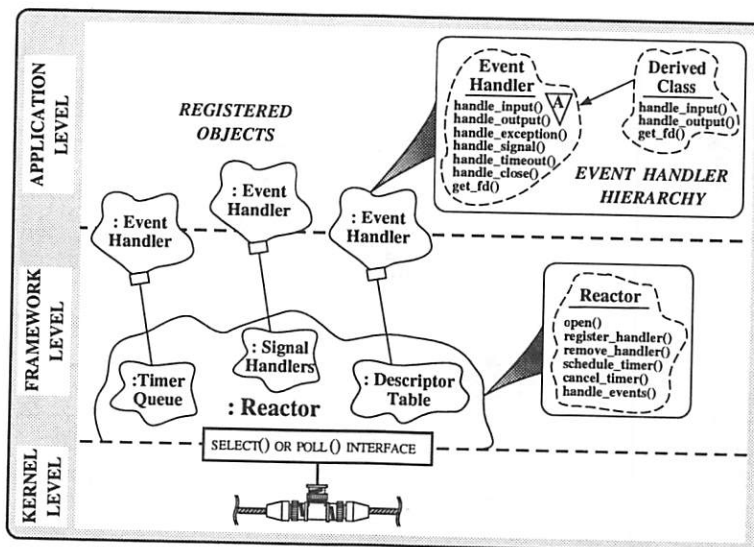 APPLICATION
LEVEL
REGISTERED
OBJECTS
: Event
Handler
: Event
Handler
: Event
Handler
Event
Handler
A
handle_input()
handle_output()
handle_exception()
handle_signal()
handle_timeout()
handle_close()
get_fd()
Derived
Class
handle_input()
handle_output()
get_fd()
EVENT HANDLER
HIERARCHY
FRAMEWORK
LEVEL
:Timer
Queue
: Signal
Handlers
: Descriptor
Table
: Reactor
Reactor
open()
register_handler()
remove_handler()
schedule_timer()
cancel_timer()
handle_events()
KERNEL
LEVEL
SELECT() OR POLL() INTERFACE